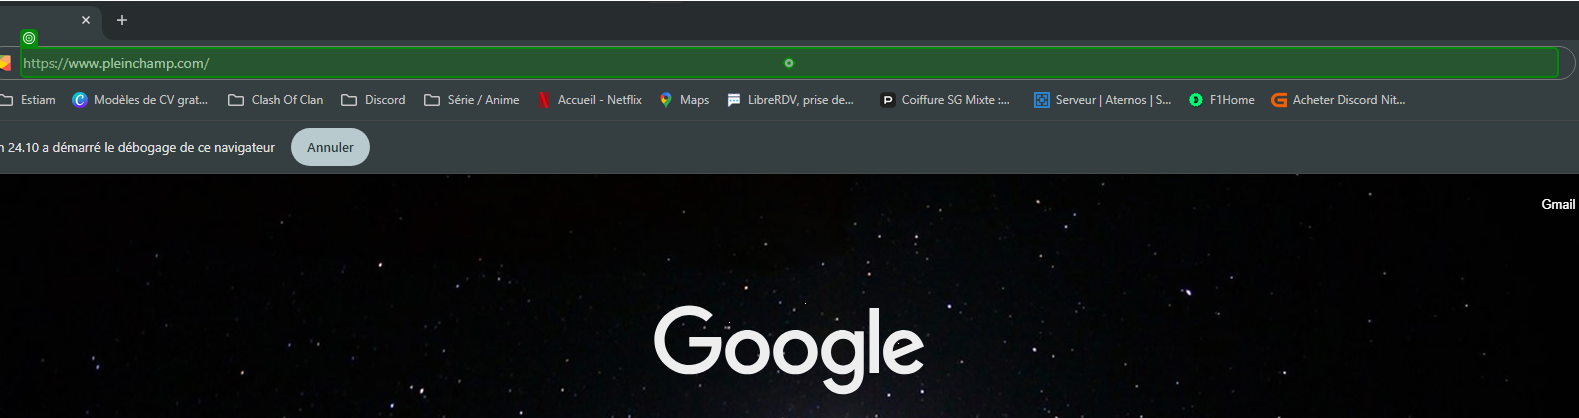 https://www.pleinchamp.com/
Estiam Modèles de CV grat... Clash Of Clan Discord Série / Anime Accueil - Netflix Maps LibreRDV, prise de... Coiffure SG Mixte :... Serveur | Aternos | S... F1Home Acheter Discord Nit...
24.10 a démarré le débogage de ce navigateur Annuler
Gmail
Google